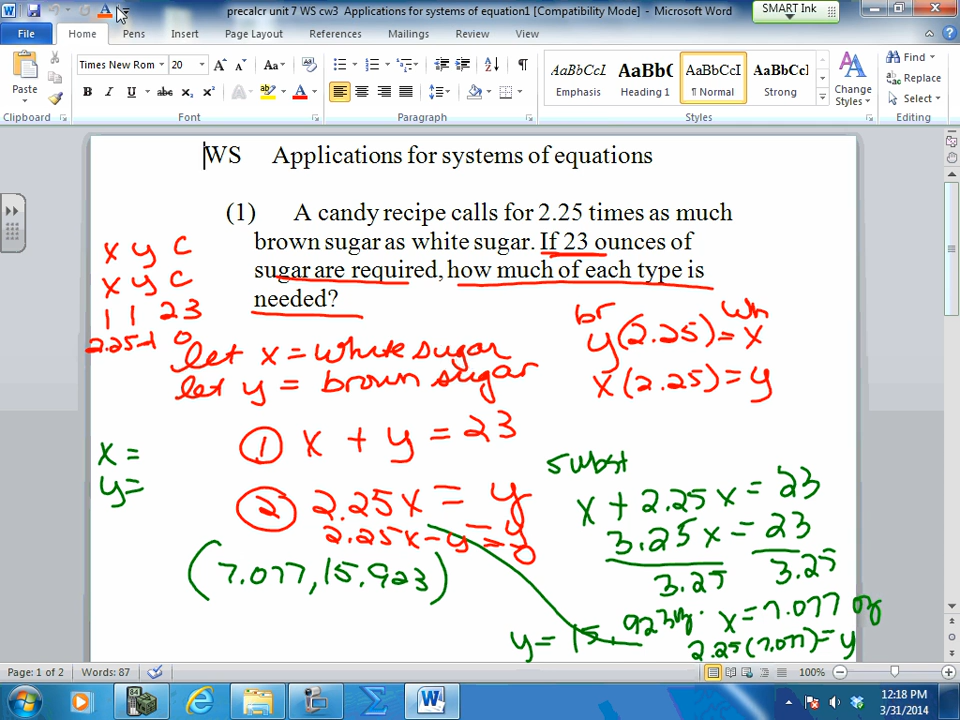 precalcr unit 7 WS cw3 Applications for systems of equation1 [Compatibility Mode] - Microsoft Word
SMART Ink
File Home Pens Insert Page Layout References Mailings Review View
Times New Rom 20
Paste
AaBbCcI AaBbC AaBbCcI AaBbCcl
Emphasis Heading 1 ¶ Normal Strong
Change Styles
Find
Replace
Select
Clipboard Font Paragraph Styles Editing
WS Applications for systems of equations
(1) A candy recipe calls for 2.25 times as much
brown sugar as white sugar. If 23 ounces of
sugar are required, how much of each type is
needed?
x y c
x y c
1 1 23
2.25 -1 0
br wh
y(2.25)=x
x(2.25)=y
let x = white sugar
let y = brown sugar
① x + y = 23
② 2.25x = y
2.25x - y = 0
x =
y =
(7.077, 15.923)
subst
x + 2.25x = 23
3.25x = 23
3.25 3.25
x = 7.077 oz
2.25(7.077) = y
y = 15.923 oz.
Page: 1 of 2 Words: 87 100%
12:18 PM
3/31/2014